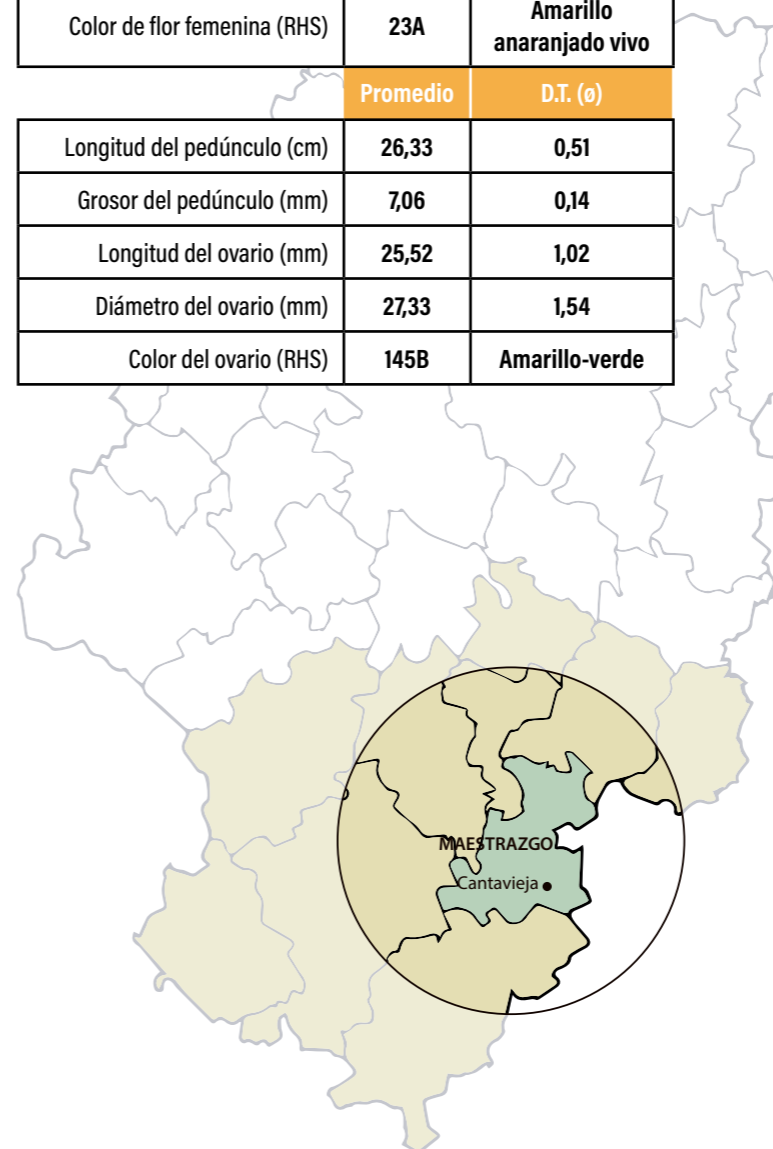 Color de flor femenina (RHS) 23A Amarillo anaranjado vivo
Promedio D.T. (ø)
Longitud del pedúnculo (cm) 26,33 0,51
Grosor del pedúnculo (mm) 7,06 0,14
Longitud del ovario (mm) 25,52 1,02
Diámetro del ovario (mm) 27,33 1,54
Color del ovario (RHS) 145B Amarillo-verde
MAESTRAZGO
Cantavieja